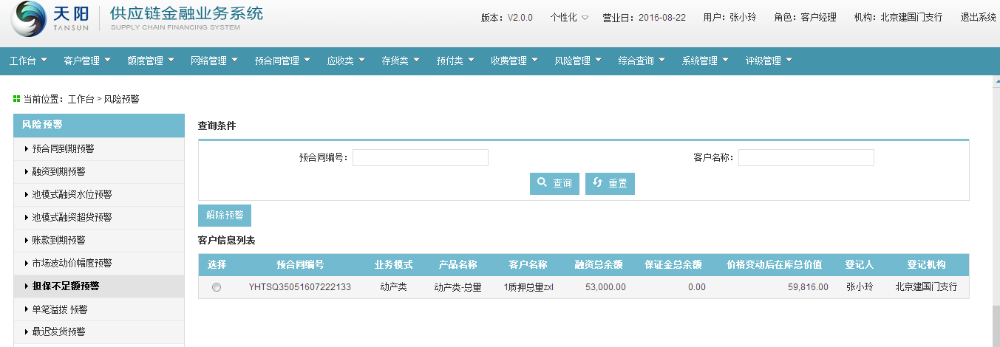 天阳 TANSUN 供应链金融业务系统 SUPPLY CHAIN FINANCING SYSTEM
版本：V2.0.0 个性化 营业日：2016-08-22 用户：张小玲 角色：客户经理 机构：北京建国门支行 退出系统
工作台 客户管理 额度管理 网络管理 预合同管理 应收类 存货类 预付类 收费管理 风险管理 综合查询 系统管理 评级管理
当前位置：工作台 > 风险预警
风险预警
预合同到期预警
融资到期预警
池模式融资水位预警
池模式融资超贷预警
账款到期预警
市场波动价幅度预警
担保不足额预警
单笔溢拨 预警
最迟发货预警
查询条件
预合同编号： 客户名称：
查询 重置
解除预警
客户信息列表
选择 预合同编号 业务模式 产品名称 客户名称 融资总余额 保证金总余额 价格变动后在库总价值 登记人 登记机构
YHTSQ35051607222133 动产类 动产类-总量 1质押总量zxl 53,000.00 0.00 59,816.00 张小玲 北京建国门支行